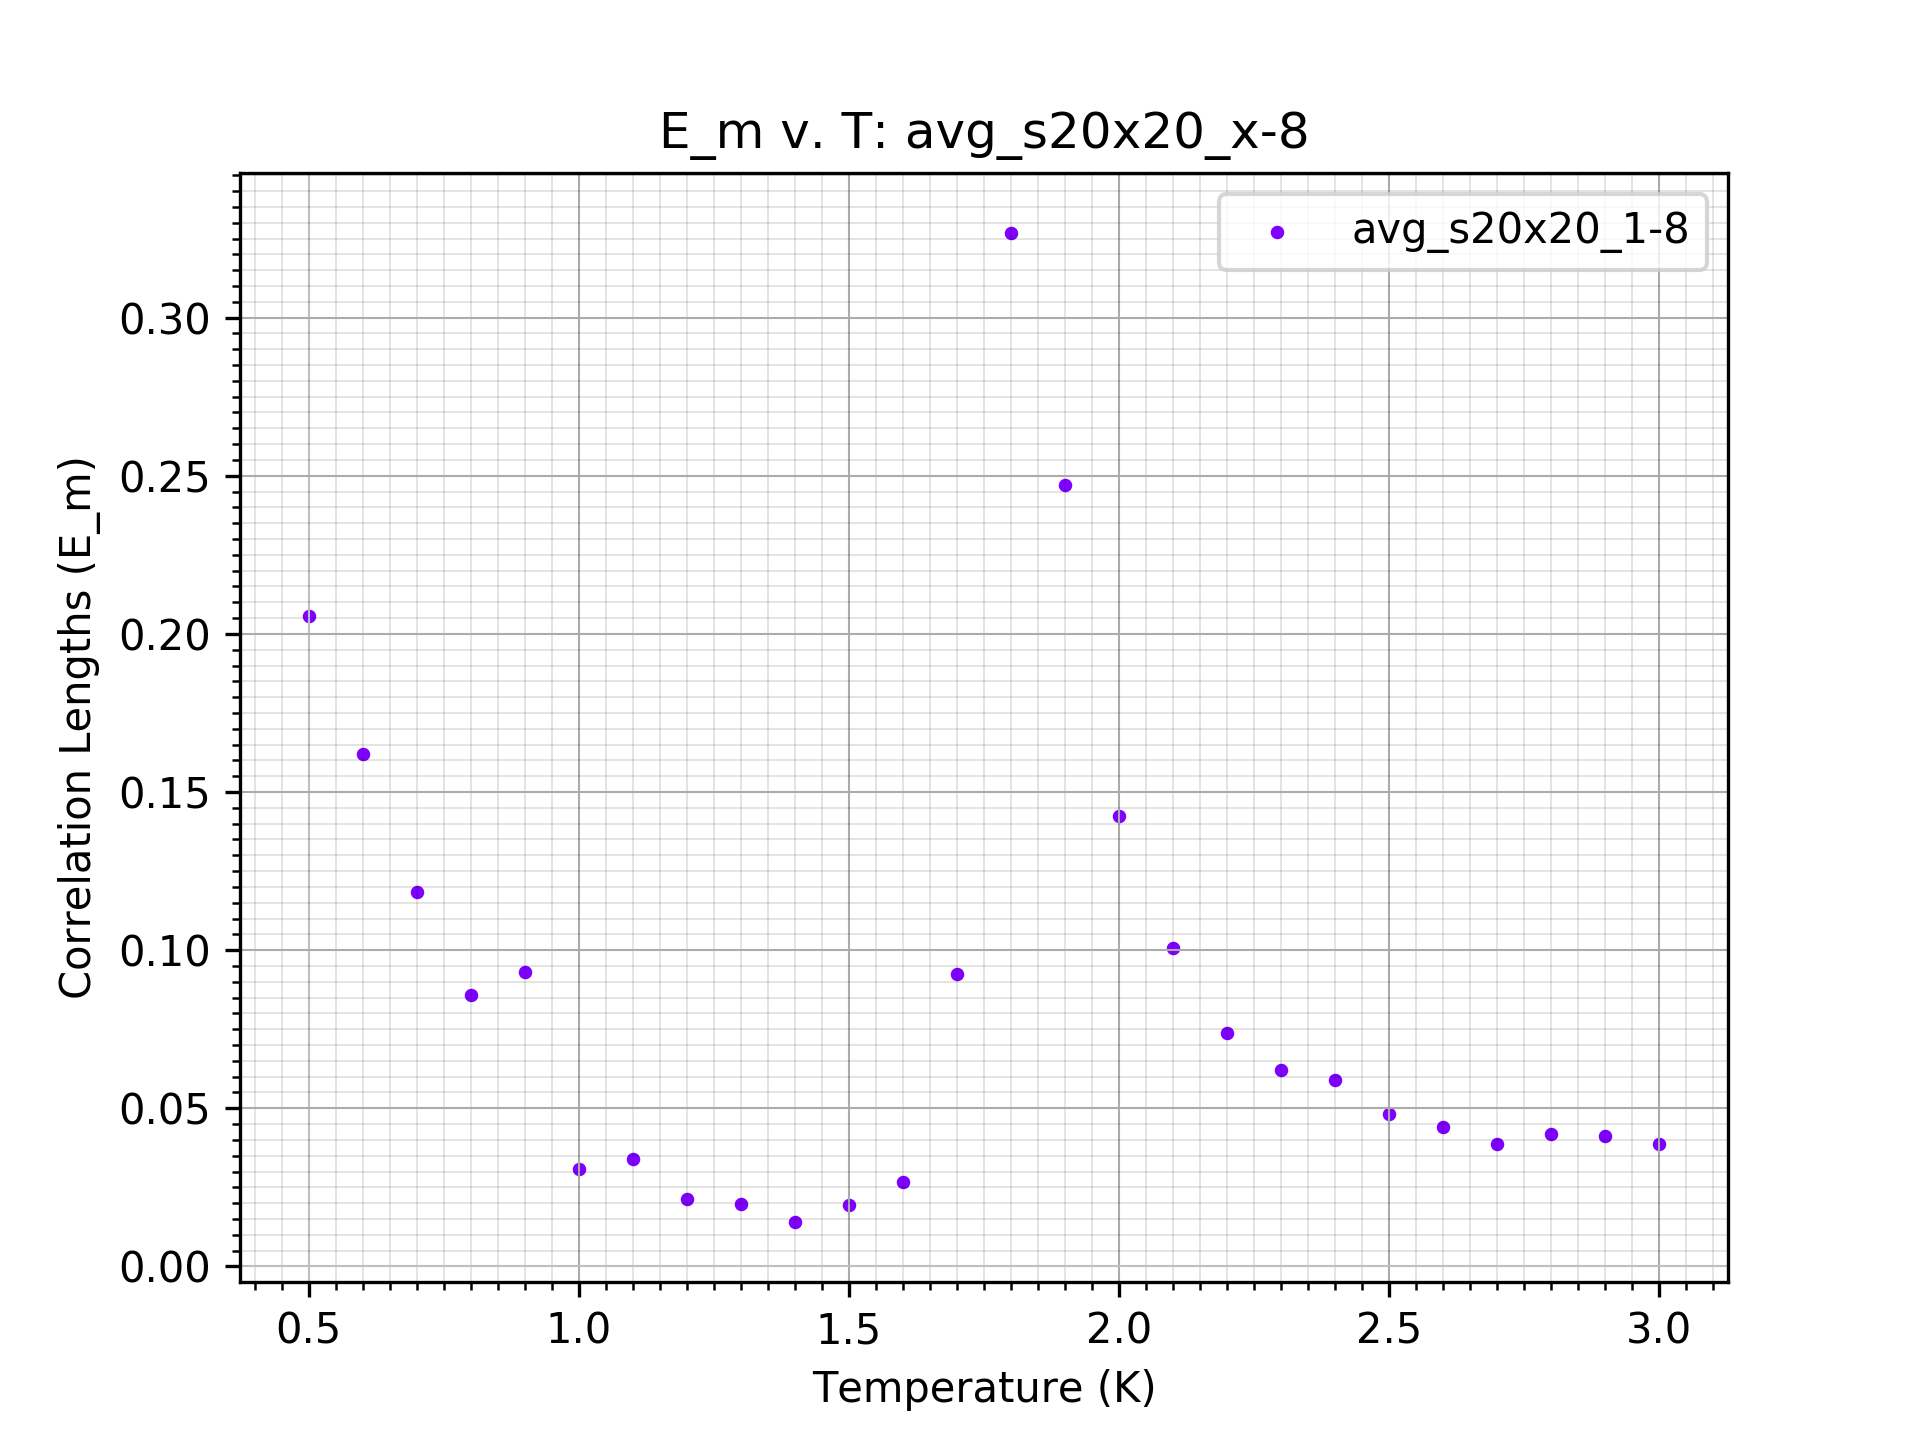 E_m v. T: avg_s20x20_x-8
avg_s20x20_1-8
0.30
0.25
0.20
0.15
0.10
0.05
0.00
Correlation Lengths (E_m)
0.5 1.0 1.5 2.0 2.5 3.0
Temperature (K)